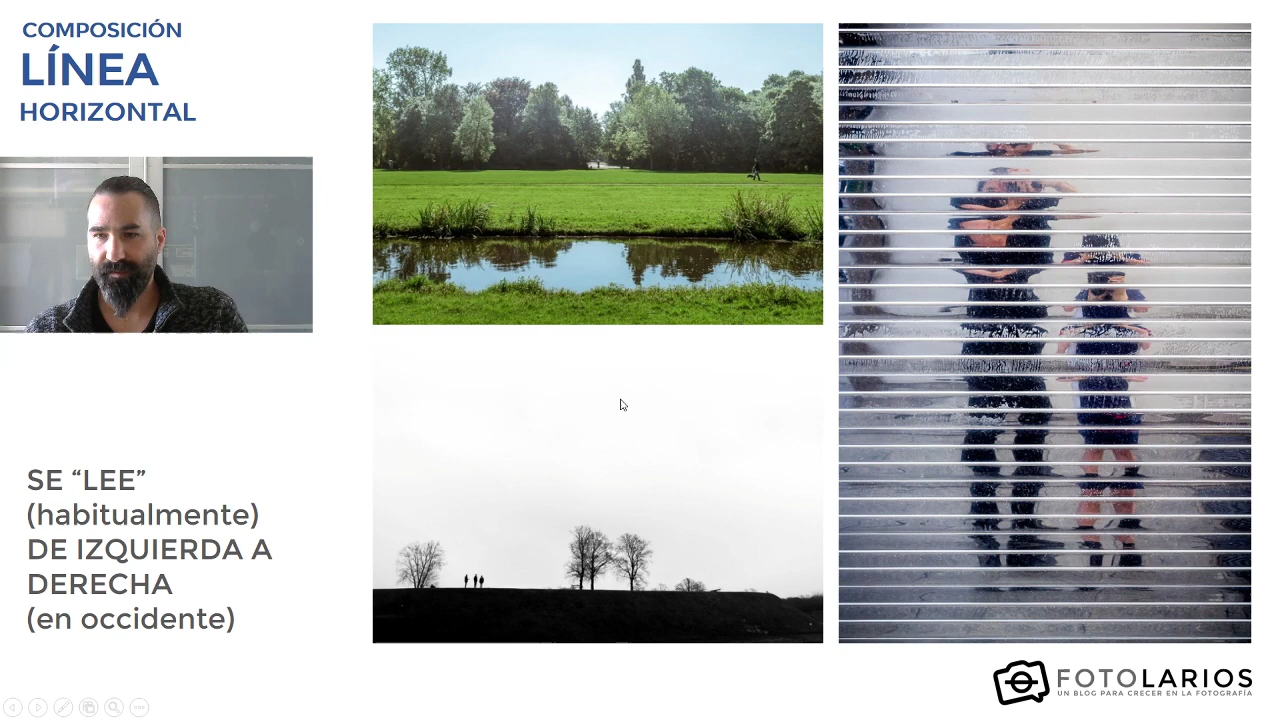 COMPOSICIÓN
LÍNEA
HORIZONTAL
SE “LEE”
(habitualmente)
DE IZQUIERDA A
DERECHA
(en occidente)
FOTOLARIOS
UN BLOG PARA CRECER EN LA FOTOGRAFÍA